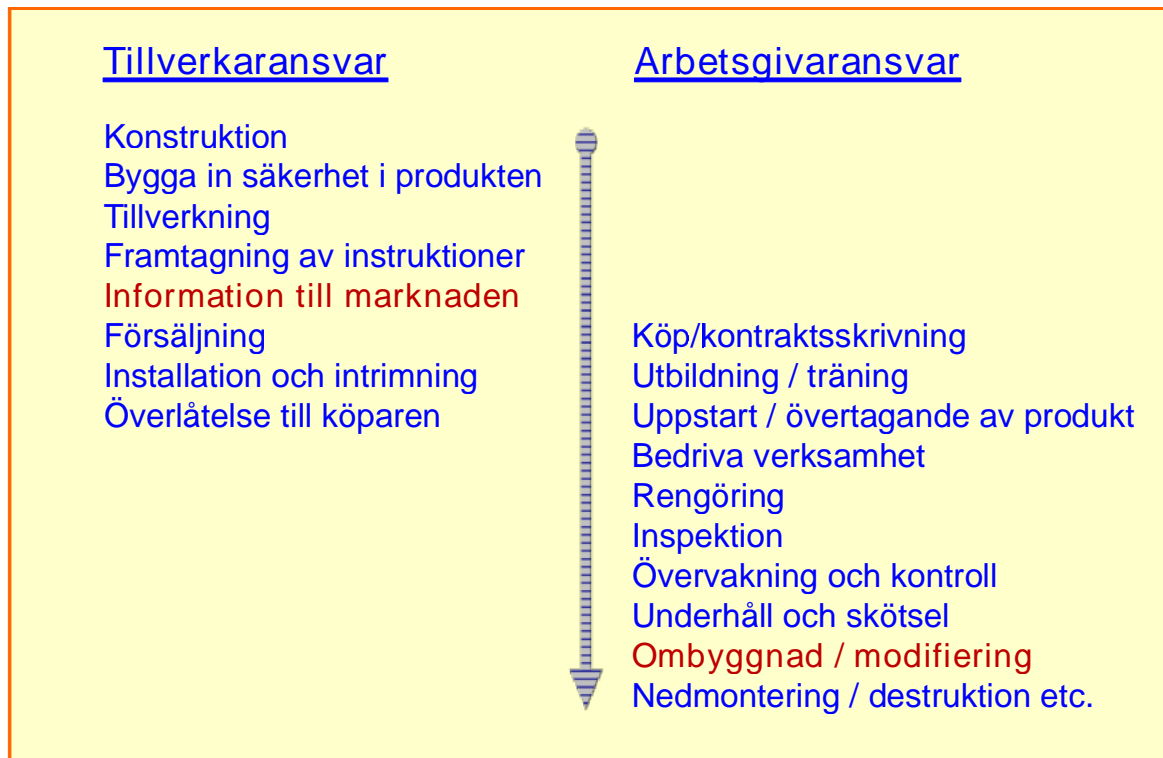 Tillverkaransvar
Konstruktion
Bygga in säkerhet i produkten
Tillverkning
Framtagning av instruktioner
Information till marknaden
Försäljning
Installation och intrimning
Överlåtelse till köparen
Arbetsgivaransvar
Köp/kontraktsskrivning
Utbildning / träning
Uppstart / övertagande av produkt
Bedriva verksamhet
Rengöring
Inspektion
Övervakning och kontroll
Underhåll och skötsel
Ombyggnad / modifiering
Nedmontering / destruktion etc.